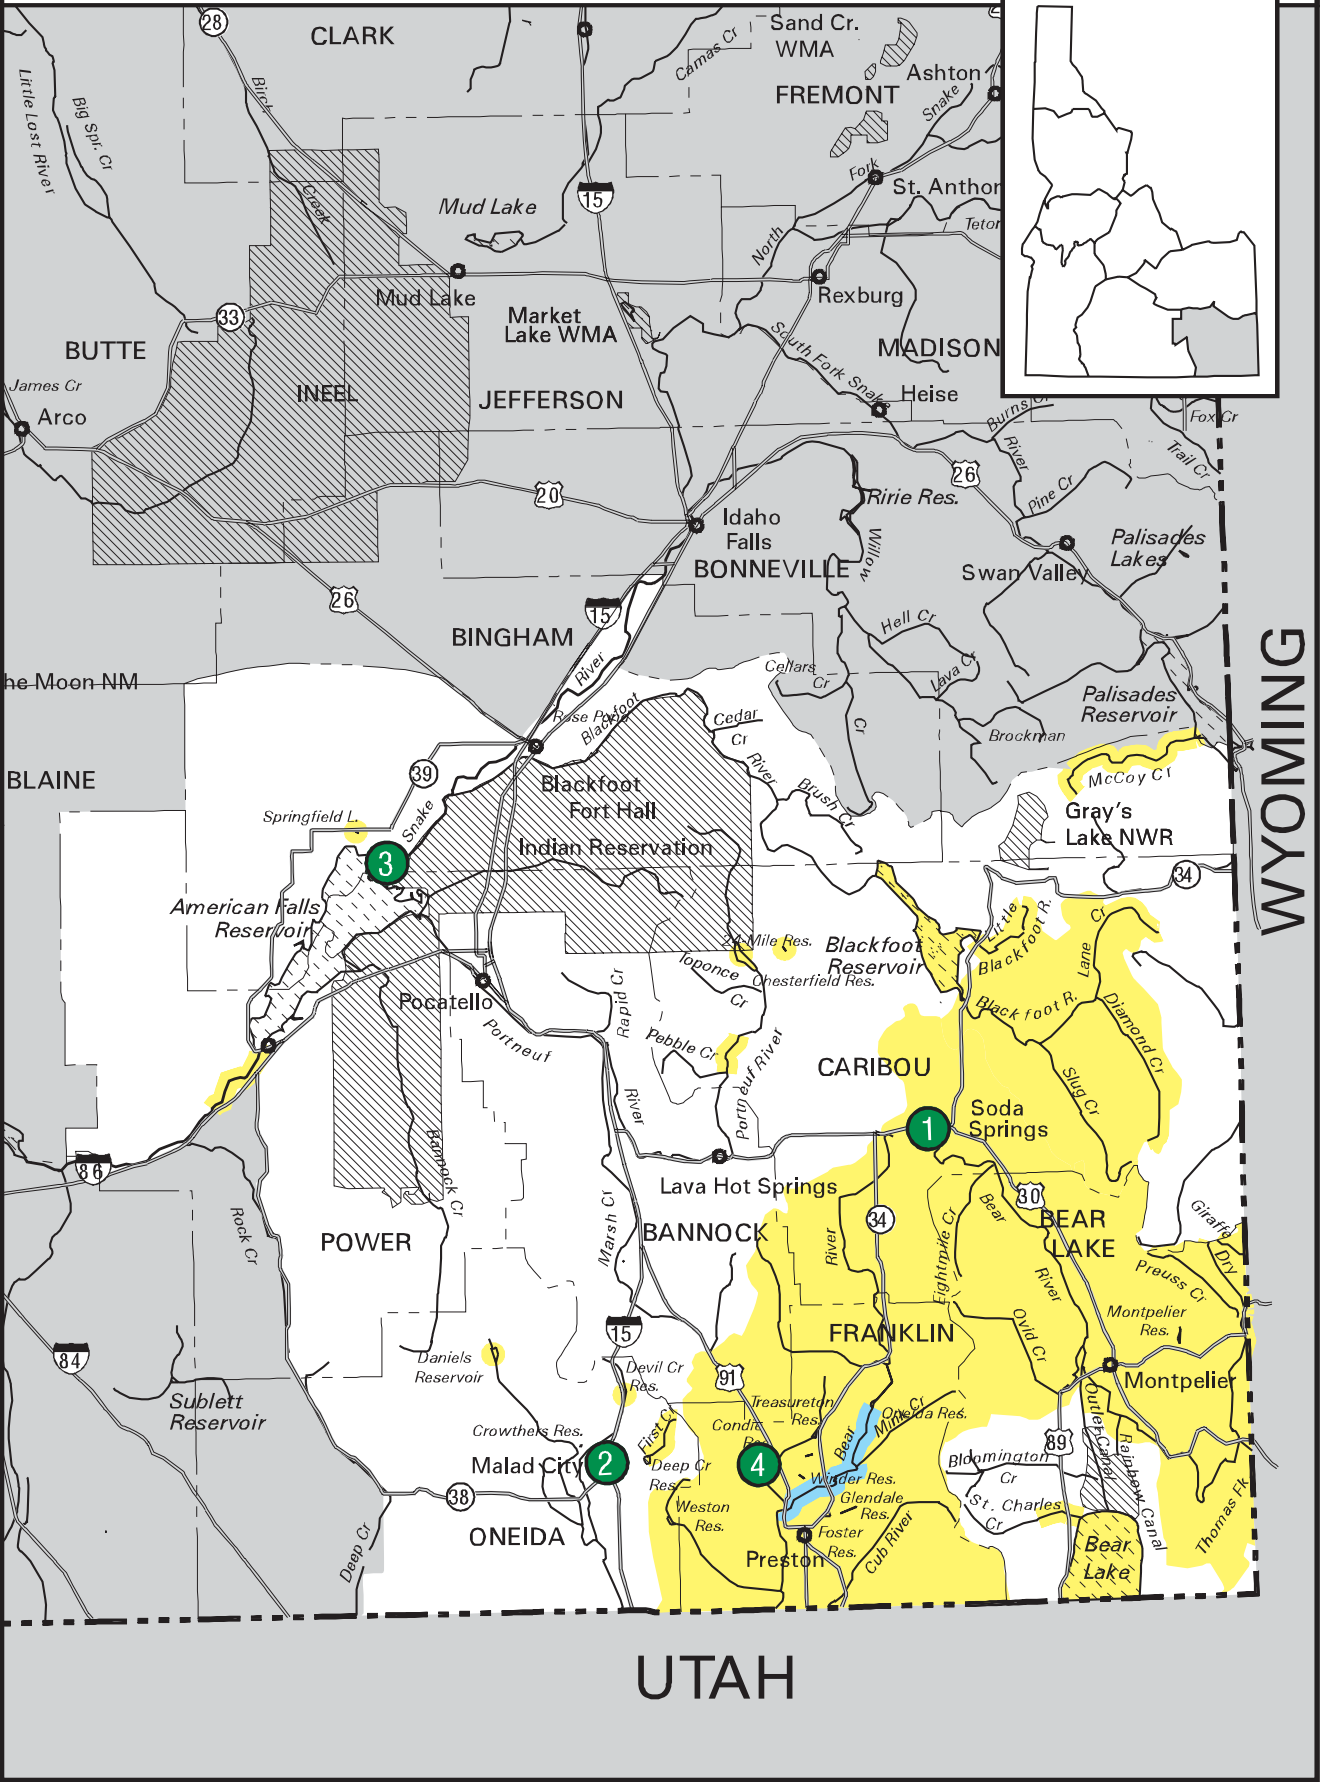 28
CLARK
Sand Cr.
WMA
Camas Cr
Ashton
FREMONT
Snake
Little Lost River
Big Spr. Cr
Birch
Creek
Fork
St. Anthor
15
Mud Lake
North
Teton
Mud Lake
Rexburg
33
Market
Lake WMA
South Fork Snake
MADISON
BUTTE
James Cr
INEEL
JEFFERSON
Heise
Arco
Burns Cr
Fox Cr
River
Trail Cr
26
20
Ririe Res.
Pine Cr
Idaho
Falls
Willow
Palisades
Lakes
BONNEVILLE
Swan Valley
26
15
BINGHAM
Hell Cr
River
Cellars
Cr
Lava Cr
he Moon NM
Palisades
Reservoir
Rose Pond
Blackfoot
Cedar
Cr
Cr
Brockman
WYOMING
BLAINE
39
River
McCoy Cr
Blackfoot
Fort Hall
Indian Reservation
Brush Cr
Gray's
Lake NWR
Springfield L.
Snake
3
34
American Falls
Reservoir
Little
Blackfoot R.
Cr
Lane
24-Mile Res.
Blackfoot
Reservoir
Toponce
Cr
Chesterfield Res.
Pocatello
Rapid Cr
Blackfoot R.
Diamond Cr
Portneuf
Pebble Cr
Portneuf River
CARIBOU
Slug Cr
River
1
Soda
Springs
86
Bannock Cr
Lava Hot Springs
30
Rock Cr
POWER
Marsh Cr
BANNOCK
River
34
Eightmile Cr
Bear
River
BEAR
LAKE
Giraffe
Dry
Preuss Cr
15
FRANKLIN
Ovid Cr
Montpelier
Res.
84
Daniels
Reservoir
Devil Cr
Res.
91
Montpelier
Sublett
Reservoir
Treasureton
Res.
Oneida Res.
Mink Cr
Crowthers Res.
First Cr
Condie
Res.
Bear
Outlet Canal
Rainbow Canal
89
Malad City
2
Deep Cr
Res.
4
Winder Res.
Bloomington
Cr
38
Weston
Res.
Glendale
Res.
St. Charles
Cr
Thomas Fk
ONEIDA
Deep Cr
Foster
Res.
Preston
Cub River
Bear
Lake
UTAH